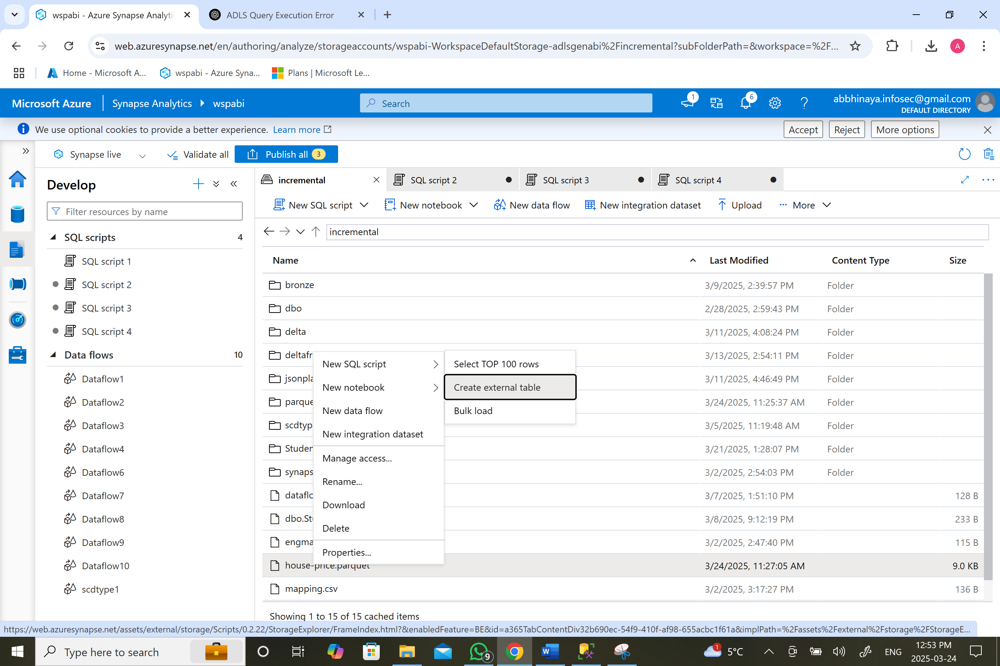 wspabi - Azure Synapse Analytic
ADLS Query Execution Error
web.azuresynapse.net/en/authoring/analyze/storageaccounts/wspabi-WorkspaceDefaultStorage-adlsgenabi%2Fincremental?subFolderPath=&workspace=%2F...
A
Home - Microsoft A...
wspabi - Azure Syna...
Plans | Microsoft Le...
Microsoft Azure
Synapse Analytics
wspabi
Search
1
6
abbhinaya.infosec@gmail.com
DEFAULT DIRECTORY
We use optional cookies to provide a better experience. Learn more
Accept
Reject
More options
Synapse live
Validate all
Publish all
3
Develop
incremental
SQL script 2
SQL script 3
SQL script 4
Filter resources by name
New SQL script
New notebook
New data flow
New integration dataset
Upload
More
incremental
SQL scripts
4
SQL script 1
SQL script 2
SQL script 3
SQL script 4
Data flows
10
Dataflow1
Dataflow2
Dataflow3
Dataflow4
Dataflow6
Dataflow7
Dataflow8
Dataflow9
Dataflow10
scdtype1
Name Last Modified Content Type Size
bronze 3/9/2025, 2:39:57 PM Folder
dbo 2/28/2025, 2:59:43 PM Folder
delta 3/11/2025, 4:08:24 PM Folder
deltafr 3/13/2025, 2:54:11 PM Folder
jsonpla 3/11/2025, 4:46:49 PM Folder
parque 3/24/2025, 11:25:37 AM Folder
scdtyp 3/5/2025, 11:19:48 AM Folder
Studen 3/21/2025, 1:28:07 PM Folder
synaps 3/2/2025, 2:54:03 PM Folder
dataflo 3/7/2025, 1:51:10 PM 128 B
dbo.Stu 3/8/2025, 9:12:19 PM 233 B
engma 3/2/2025, 2:47:40 PM 115 B
house-price.parquet 3/24/2025, 11:27:05 AM 9.0 KB
mapping.csv 3/2/2025, 3:17:27 PM 136 B
New SQL script
New notebook
New data flow
New integration dataset
Manage access...
Rename...
Download
Delete
Properties...
Select TOP 100 rows
Create external table
Bulk load
Showing 1 to 15 of 15 cached items
https://web.azuresynapse.net/assets/external/storage/Scripts/0.2.22/StorageExplorer/FrameIndex.html?&enabledFeature=BE&id=a365TabContentDiv32b690ec-54f9-410f-af98-655acbc1f61a&implPath=%2Fassets%2Fexternal%2Fstorage%2FStorageE...
Type here to search
9
1
5°C
ENG
12:53 PM
2025-03-24